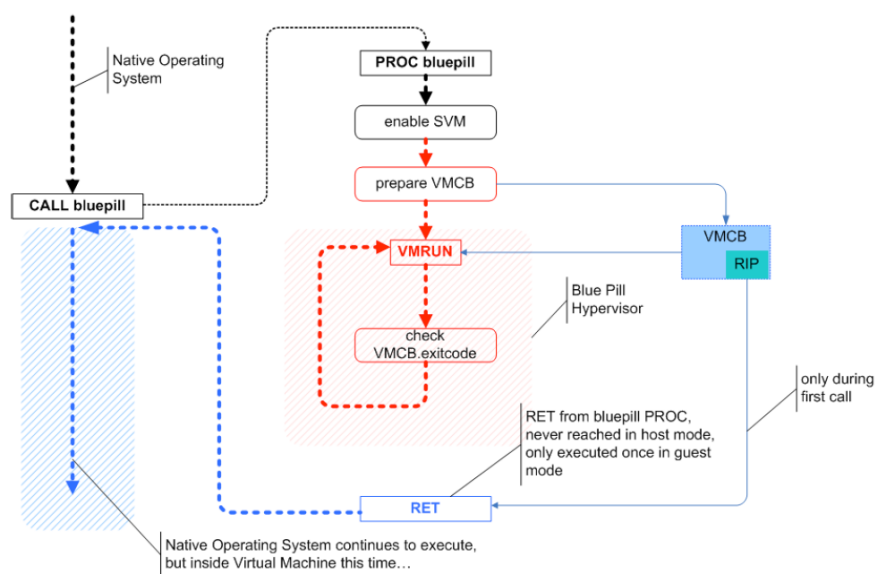 Native Operating
System
PROC bluepill
enable SVM
prepare VMCB
CALL bluepill
VMRUN
VMCB
RIP
Blue Pill
Hypervisor
check
VMCB.exitcode
only during
first call
RET from bluepill PROC,
never reached in host mode,
only executed once in guest
mode
RET
Native Operating System continues to execute,
but inside Virtual Machine this time…